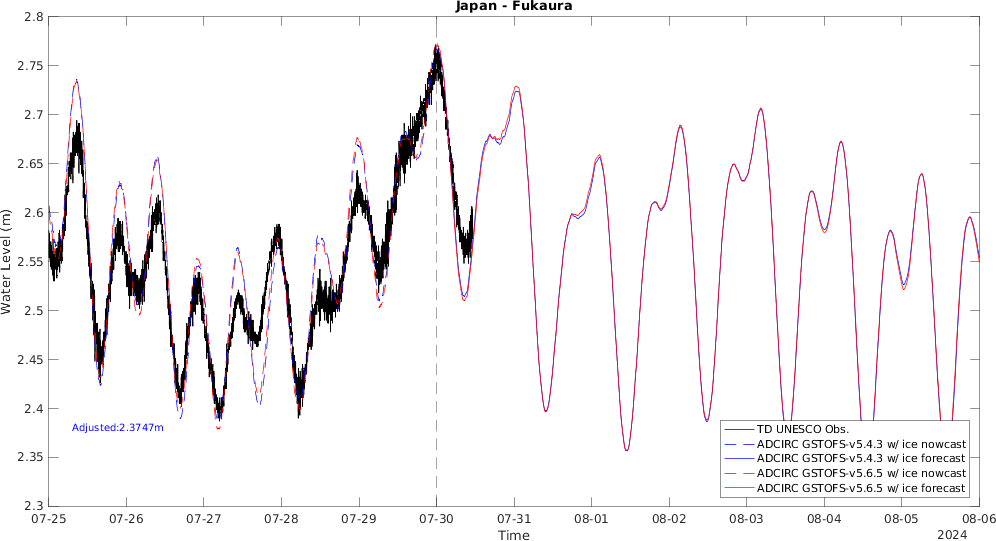 Japan - Fukaura
2.8
2.75
2.7
2.65
2.6
2.55
2.5
2.45
2.4
2.35
2.3
Water Level (m)
Adjusted:2.3747m
TD UNESCO Obs.
ADCIRC GSTOFS-v5.4.3 w/ ice nowcast
ADCIRC GSTOFS-v5.4.3 w/ ice forecast
ADCIRC GSTOFS-v5.6.5 w/ ice nowcast
ADCIRC GSTOFS-v5.6.5 w/ ice forecast
07-25 07-26 07-27 07-28 07-29 07-30 07-31 08-01 08-02 08-03 08-04 08-05 08-06
Time
2024